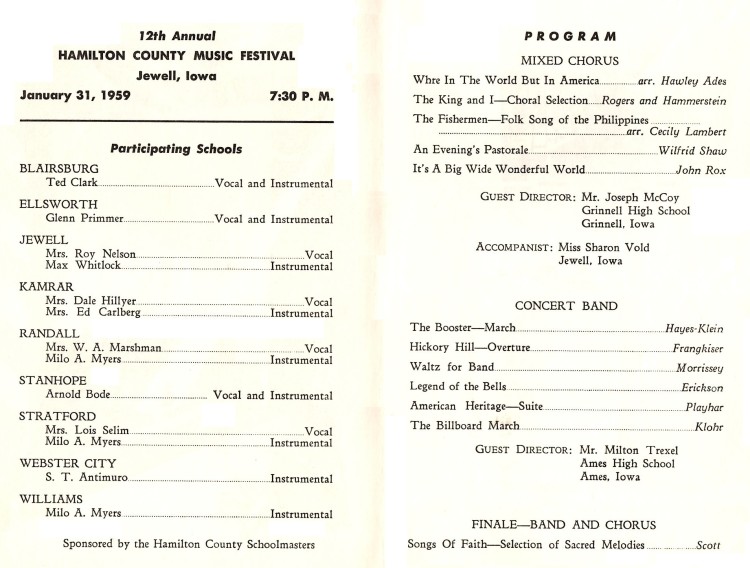 12th Annual
HAMILTON COUNTY MUSIC FESTIVAL
Jewell, Iowa
January 31, 1959 7:30 P. M.
Participating Schools
BLAIRSBURG
Ted Clark Vocal and Instrumental
ELLSWORTH
Glenn Primmer Vocal and Instrumental
JEWELL
Mrs. Roy Nelson Vocal
Max Whitlock Instrumental
KAMRAR
Mrs. Dale Hillyer Vocal
Mrs. Ed Carlberg Instrumental
RANDALL
Mrs. W. A. Marshman Vocal
Milo A. Myers Instrumental
STANHOPE
Arnold Bode Vocal and Instrumental
STRATFORD
Mrs. Lois Selim Vocal
Milo A. Myers Instrumental
WEBSTER CITY
S. T. Antimuro Instrumental
WILLIAMS
Milo A. Myers Instrumental
Sponsored by the Hamilton County Schoolmasters
PROGRAM
MIXED CHORUS
Whre In The World But In America arr. Hawley Ades
The King and I—Choral Selection Rogers and Hammerstein
The Fishermen—Folk Song of the Philippines
arr. Cecily Lambert
An Evening's Pastorale Wilfrid Shaw
It's A Big Wide Wonderful World John Rox
GUEST DIRECTOR: Mr. Joseph McCoy
Grinnell High School
Grinnell, Iowa
ACCOMPANIST: Miss Sharon Vold
Jewell, Iowa
CONCERT BAND
The Booster—March Hayes-Klein
Hickory Hill—Overture Frangkiser
Waltz for Band Morrissey
Legend of the Bells Erickson
American Heritage—Suite Playhar
The Billboard March Klohr
GUEST DIRECTOR: Mr. Milton Trexel
Ames High School
Ames, Iowa
FINALE—BAND AND CHORUS
Songs Of Faith—Selection of Sacred Melodies Scott